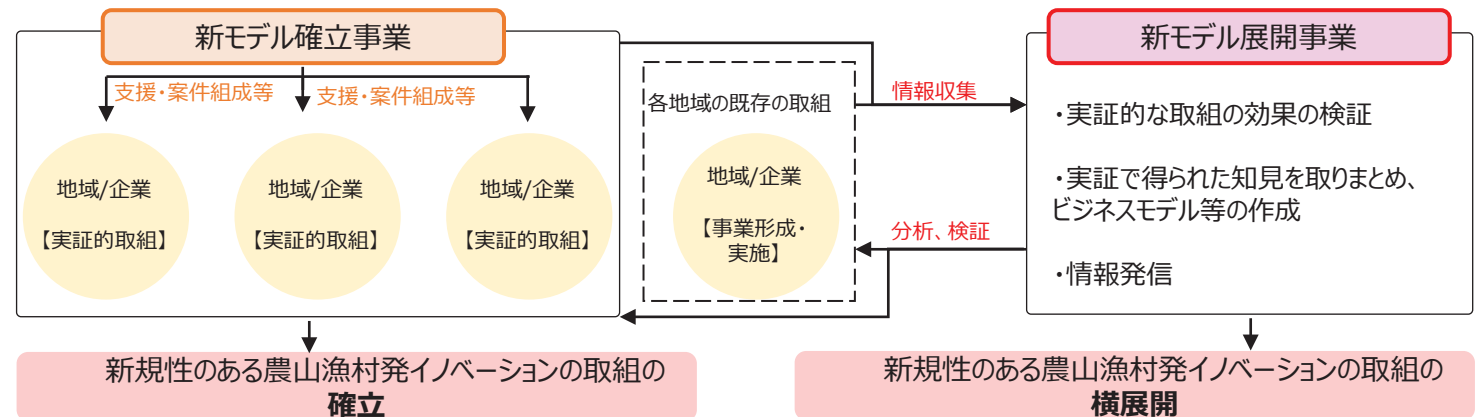 新モデル確立事業
支援・案件組成等
支援・案件組成等
地域/企業
【実証的取組】
地域/企業
【実証的取組】
地域/企業
【実証的取組】
各地域の既存の取組
地域/企業
【事業形成・
実施】
情報収集
分析、検証
新モデル展開事業
・実証的な取組の効果の検証
・実証で得られた知見を取りまとめ、
ビジネスモデル等の作成
・情報発信
新規性のある農山漁村発イノベーションの取組の
確立
新規性のある農山漁村発イノベーションの取組の
横展開